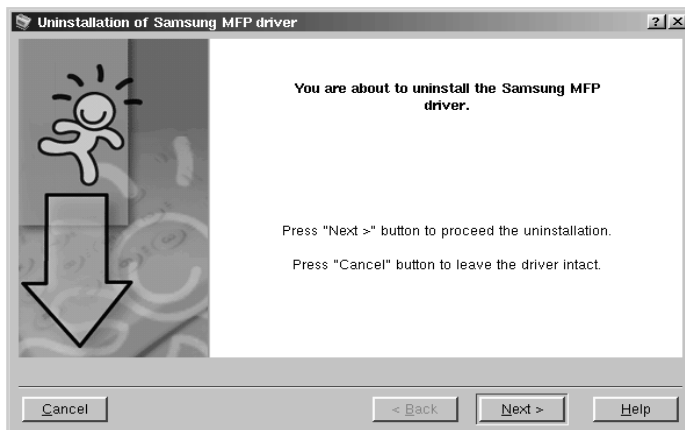 Uninstallation of Samsung MFP driver
You are about to uninstall the Samsung MFP
driver.
Press "Next >" button to proceed the uninstallation.
Press "Cancel" button to leave the driver intact.
Cancel
< Back
Next >
Help